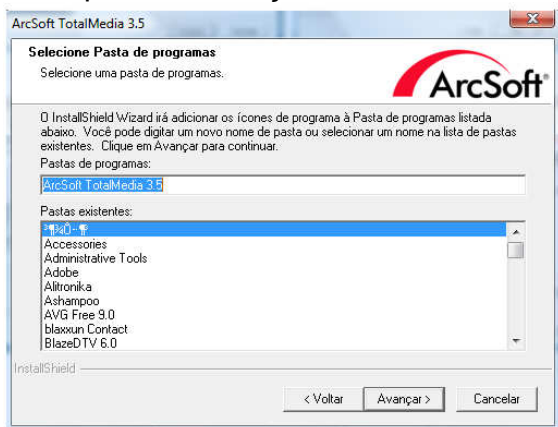 ArcSoft TotalMedia 3.5
Selecione Pasta de programas
Selecione uma pasta de programas.
ArcSoft®
O InstallShield Wizard irá adicionar os ícones de programa à Pasta de programas listada
abaixo. Você pode digitar um novo nome de pasta ou selecionar um nome na lista de pastas
existentes. Clique em Avançar para continuar.
Pastas de programas:
ArcSoft TotalMedia 3.5
Pastas existentes:
Accessories
Administrative Tools
Adobe
Alitronika
Ashampoo
AVG Free 9.0
blaxxun Contact
BlazeDTV 6.0
InstallShield
< Voltar
Avançar >
Cancelar